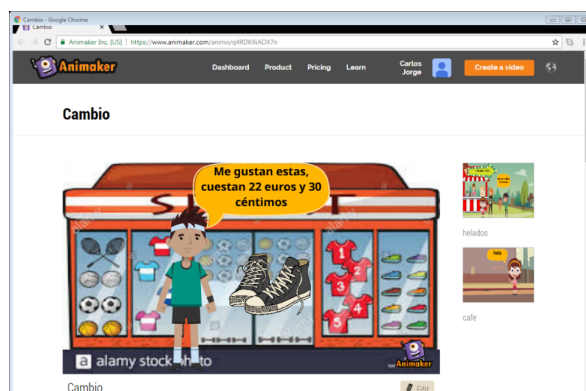 Cambio - Google Chrome
Cambio
Animaker Inc. [US] | https://www.animaker.com/animo/q4RDKRiADX7n
Animaker
Dashboard Product Pricing Learn
Carlos Jorge
Create a video
Cambio
Me gustan estas,
cuestan 22 euros y 30
céntimos
1
2
3
4
5
a alamy stock photo
Animaker
helados
hola
cafe
Cambio
Edit